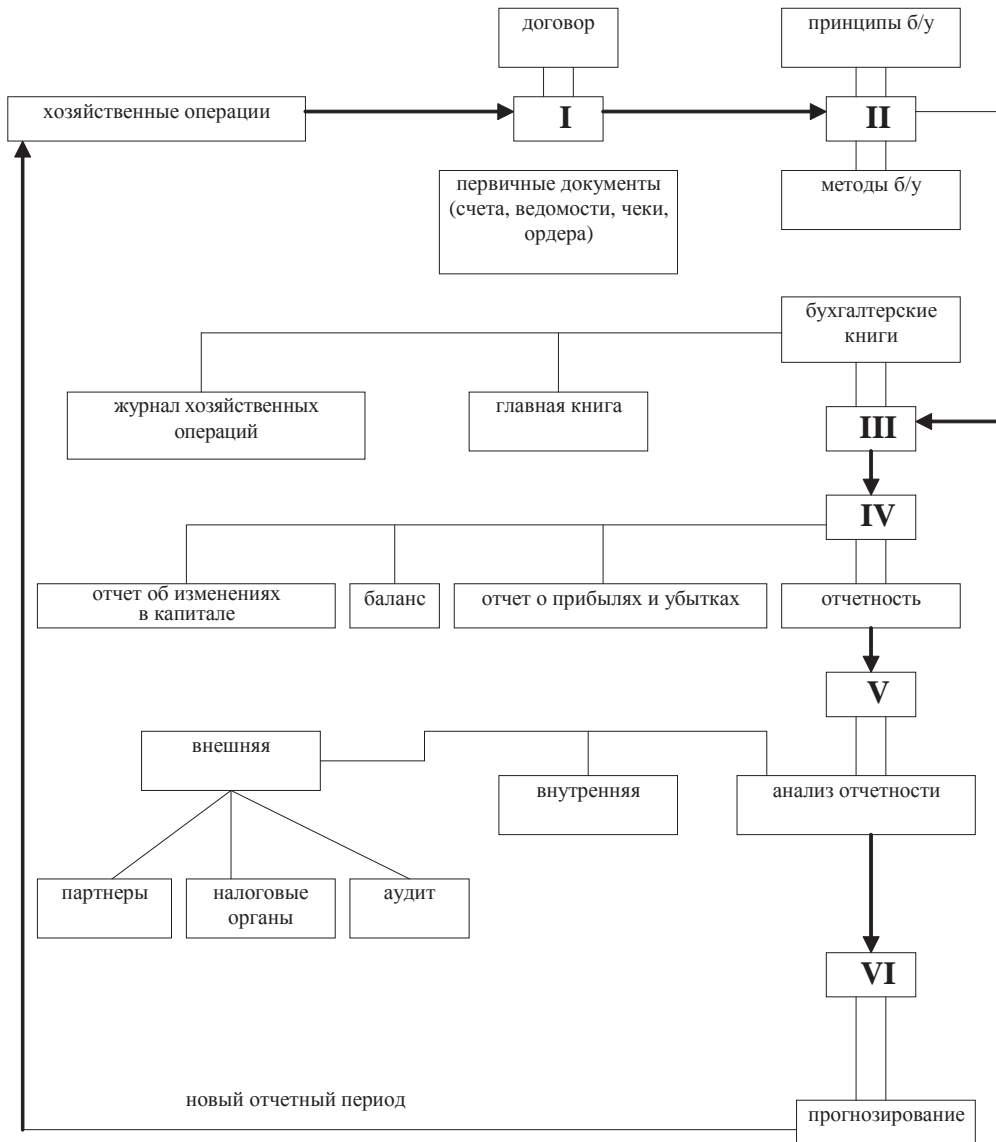 договор
принципы б/у
хозяйственные операции
I
II
первичные документы
(счета, ведомости, чеки,
ордера)
методы б/у
бухгалтерские
книги
журнал хозяйственных
операций
главная книга
III
IV
отчет об изменениях
в капитале
баланс
отчет о прибылях и убытках
отчетность
V
внешняя
внутренняя
анализ отчетности
партнеры
налоговые
органы
аудит
VI
новый отчетный период
прогнозирование